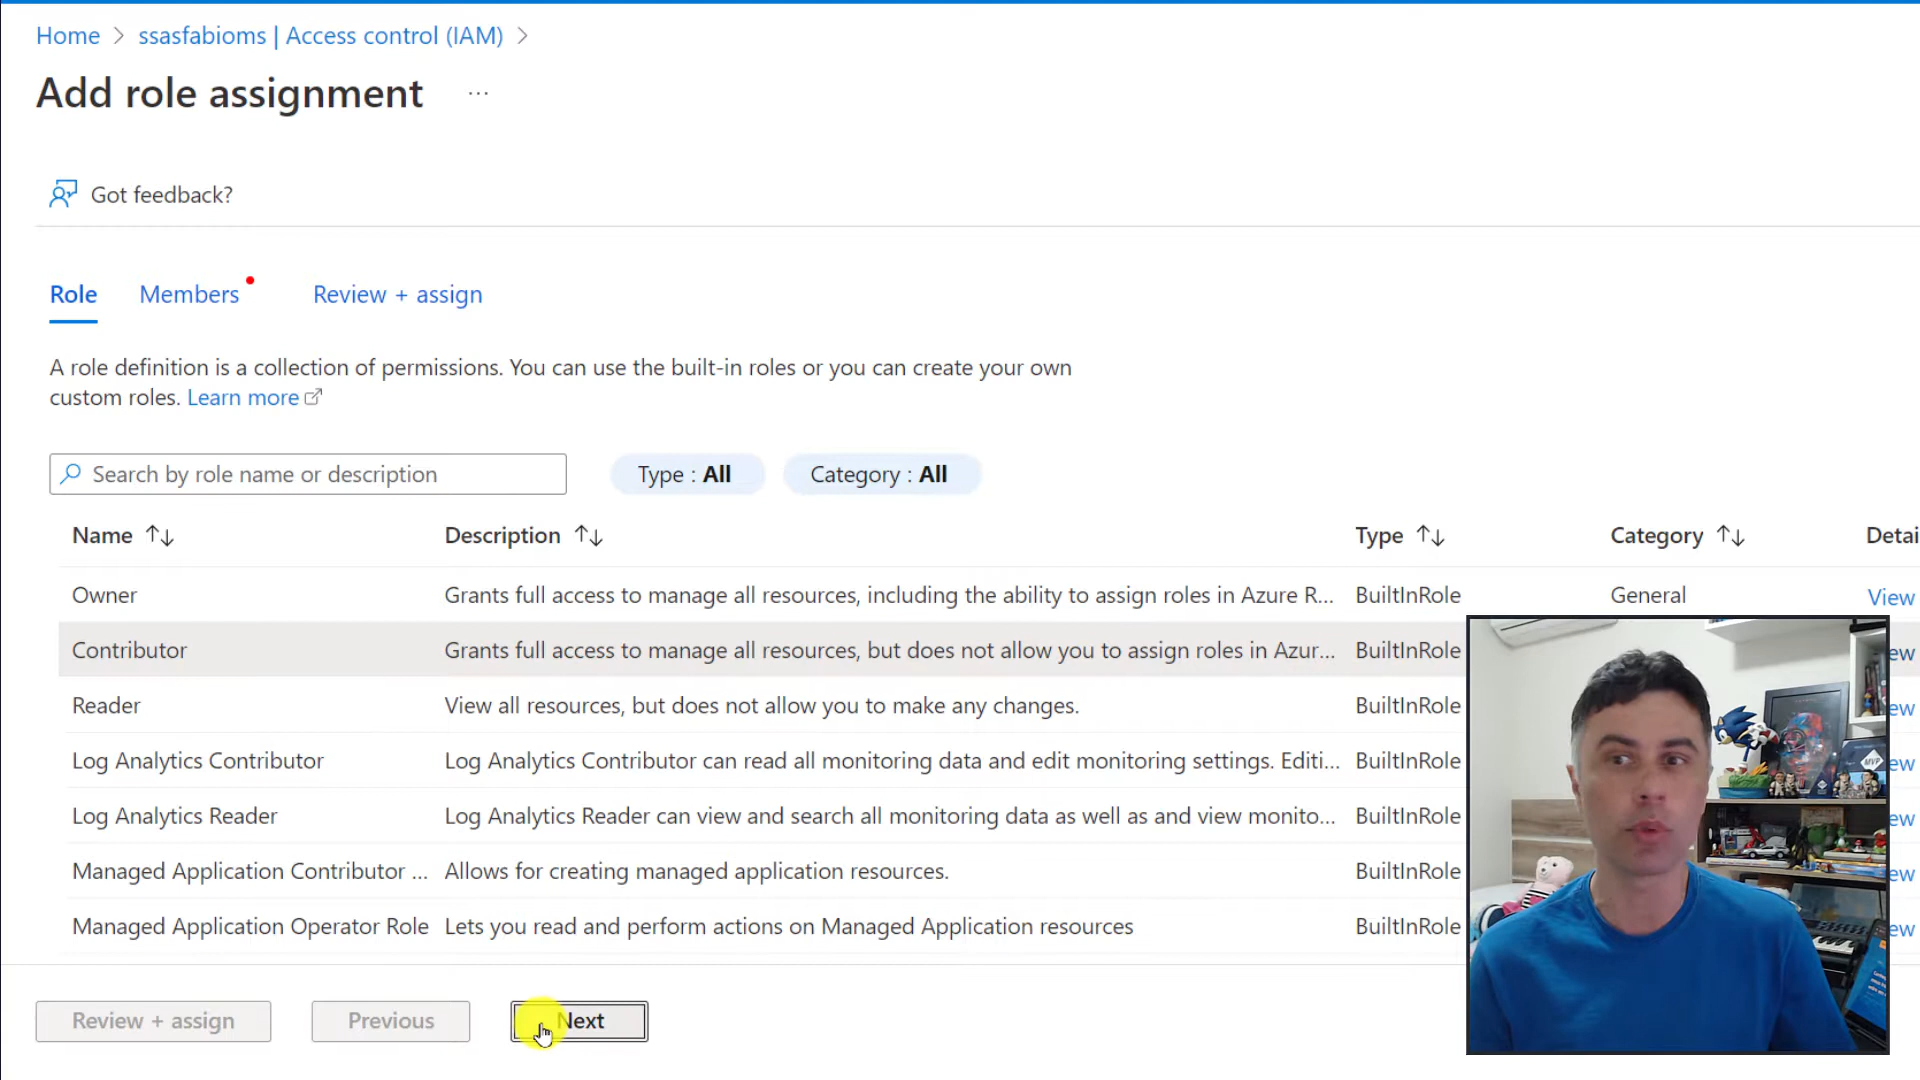 Home > ssasfabioms | Access control (IAM) >
Add role assignment ...
Got feedback?
Role Members Review + assign
A role definition is a collection of permissions. You can use the built-in roles or you can create your own
custom roles. Learn more
Search by role name or description Type : All Category : All
Name ↑↓ Description ↑↓ Type ↑↓ Category ↑↓ Detai
Owner Grants full access to manage all resources, including the ability to assign roles in Azure R... BuiltInRole General View
Contributor Grants full access to manage all resources, but does not allow you to assign roles in Azur... BuiltInRole ew
Reader View all resources, but does not allow you to make any changes. BuiltInRole ew
Log Analytics Contributor Log Analytics Contributor can read all monitoring data and edit monitoring settings. Editi... BuiltInRole ew
Log Analytics Reader Log Analytics Reader can view and search all monitoring data as well as and view monito... BuiltInRole ew
Managed Application Contributor ... Allows for creating managed application resources. BuiltInRole ew
Managed Application Operator Role Lets you read and perform actions on Managed Application resources BuiltInRole ew
Review + assign Previous Next
MVP